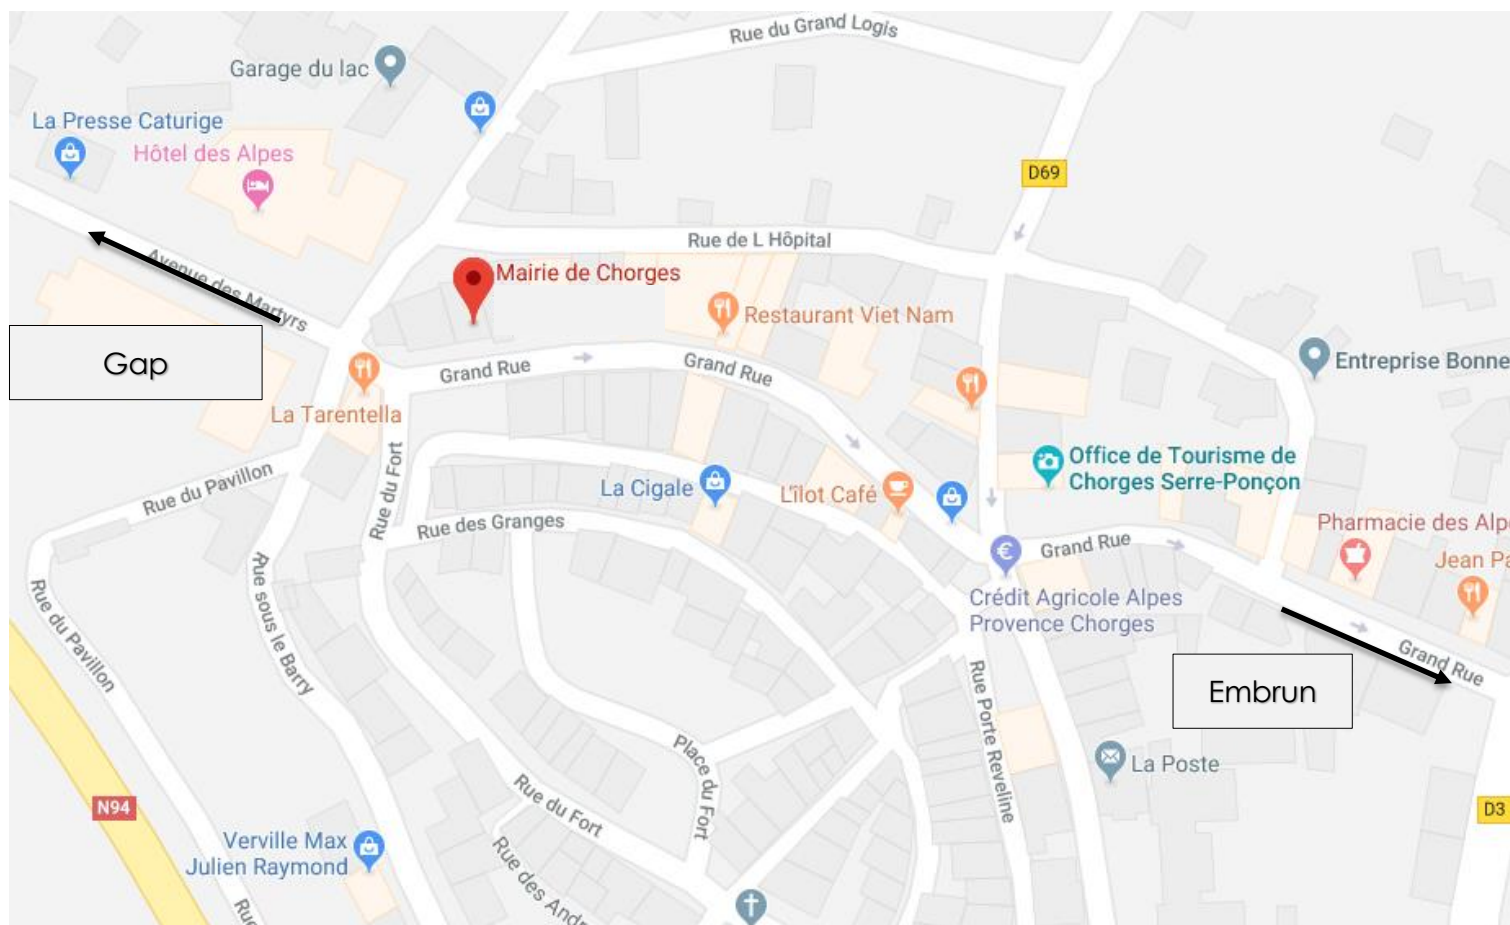 Rue du Grand Logis
Garage du lac
La Presse Caturige
Hôtel des Alpes
D69
Rue de L Hôpital
Mairie de Chorges
Avenue des Martyrs
Restaurant Viet Nam
Gap
Grand Rue
Grand Rue
Entreprise Bonne
La Tarentella
Rue du Fort
Rue du Pavillon
La Cigale
L'îlot Café
Office de Tourisme de
Chorges Serre-Ponçon
Rue des Granges
Grand Rue
Pharmacie des Alp
Jean Pa
Rue du Pavillon
Rue sous le Barry
€
Crédit Agricole Alpes
Provence Chorges
Grand Rue
Embrun
Rue Porte Reveline
Place du Fort
La Poste
N94
Rue du Fort
D3
Verville Max
Julien Raymond
Rue des Andr
Rue